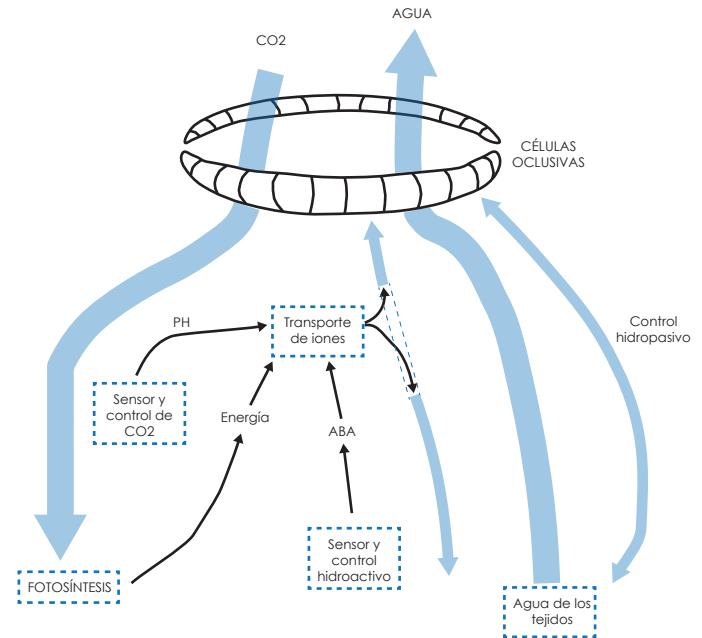 AGUA
CO2
CÉLULAS
OCLUSIVAS
PH
Transporte
de iones
Control
hidropasivo
Sensor y
control de
CO2
Energía
ABA
Sensor y
control
hidroactivo
FOTOSÍNTESIS
Agua de los
tejidos